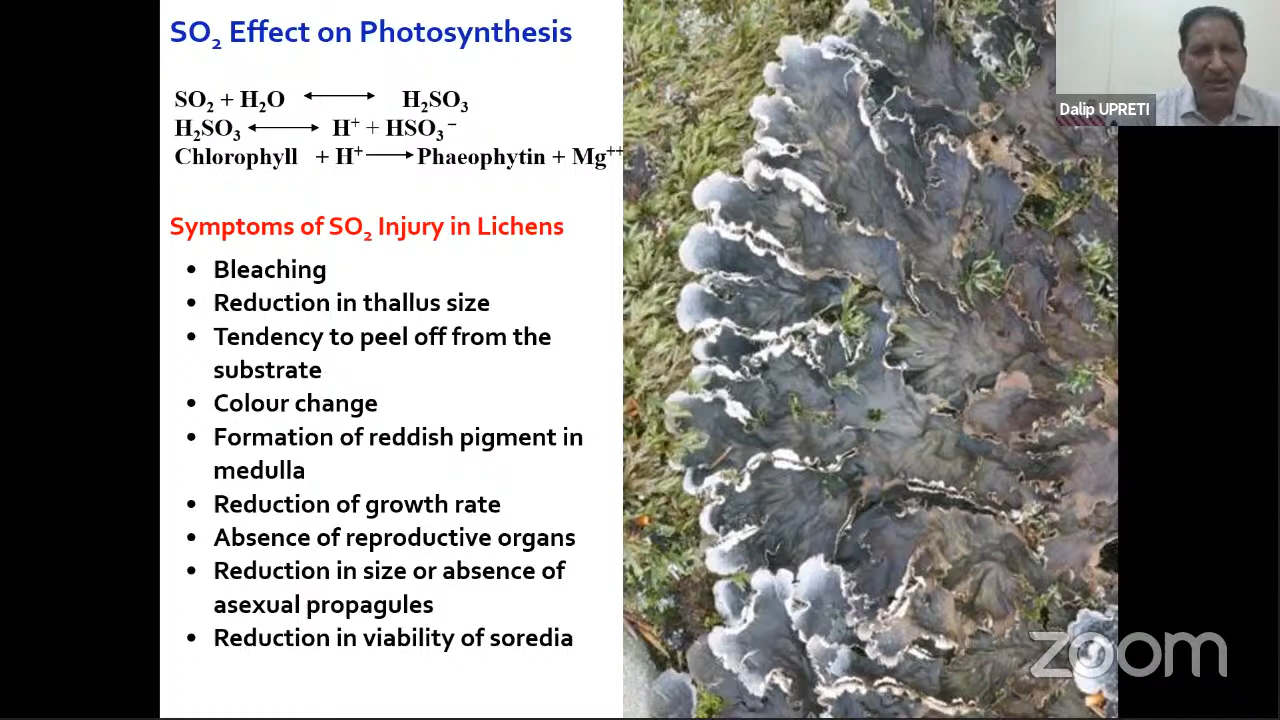 SO₂ Effect on Photosynthesis
SO₂ + H₂O ⟷ H₂SO₃
H₂SO₃ ⟷ H⁺ + HSO₃⁻
Chlorophyll + H⁺ ⟶ Phaeophytin + Mg⁺⁺
Symptoms of SO₂ Injury in Lichens
• Bleaching
• Reduction in thallus size
• Tendency to peel off from the
substrate
• Colour change
• Formation of reddish pigment in
medulla
• Reduction of growth rate
• Absence of reproductive organs
• Reduction in size or absence of
asexual propagules
• Reduction in viability of soredia
Dalip UPRETI
zoom